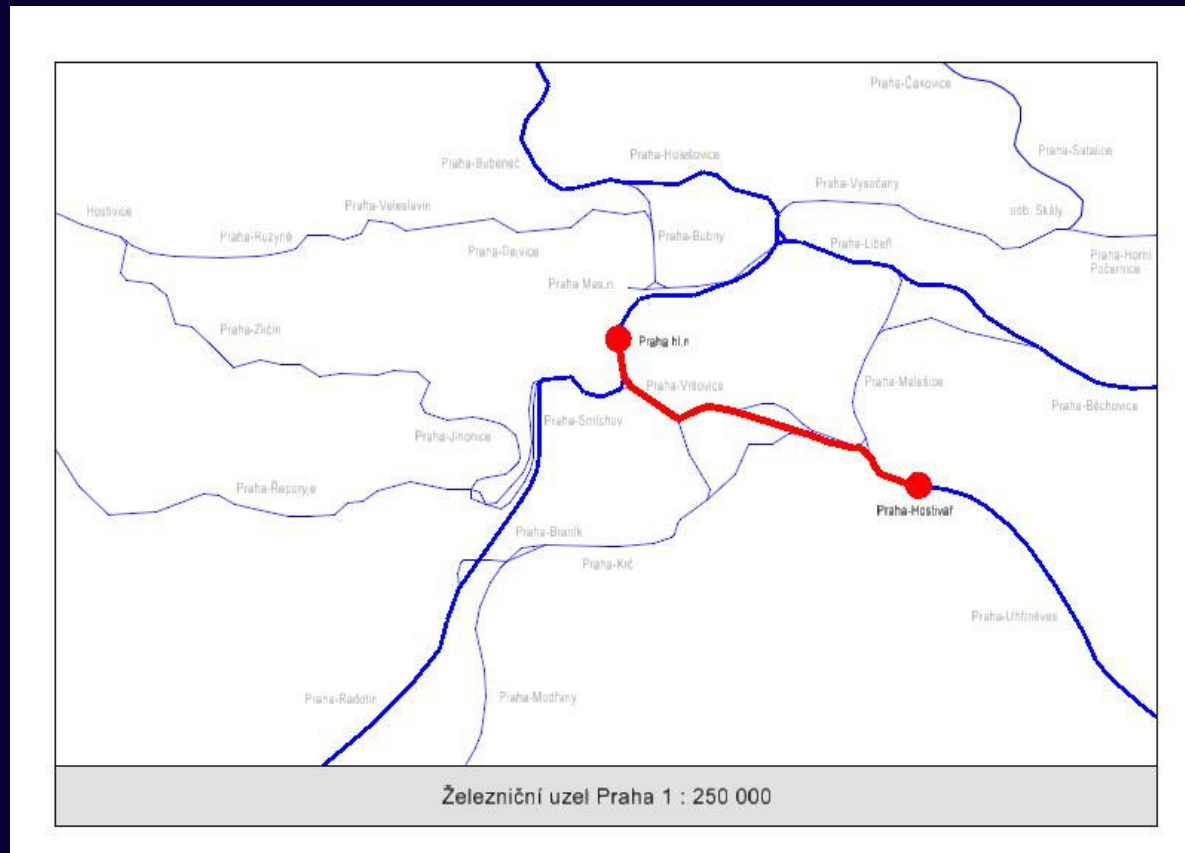 Praha-Čakovice
Praha-Holešovice
Praha-Satalice
Praha-Bubeneč
Praha-Vysočany
Praha-Veleslavín
Hostivice
odb. Skály
Praha-Ruzyně
Praha-Bubny
Praha-Dejvice
Praha-Libeň
Praha-Horní
Počernice
Praha Mas.n.
Praha-Zličín
Praha hl.n
Praha-Vršovice
Praha-Malešice
Praha-Běchovice
Praha-Smíchov
Praha-Jinonice
Praha-Řeporyje
Praha-Hostivař
Praha-Braník
Praha-Krč
Praha-Uhříněves
Praha-Radotín
Praha-Modřany
Železniční uzel Praha 1 : 250 000